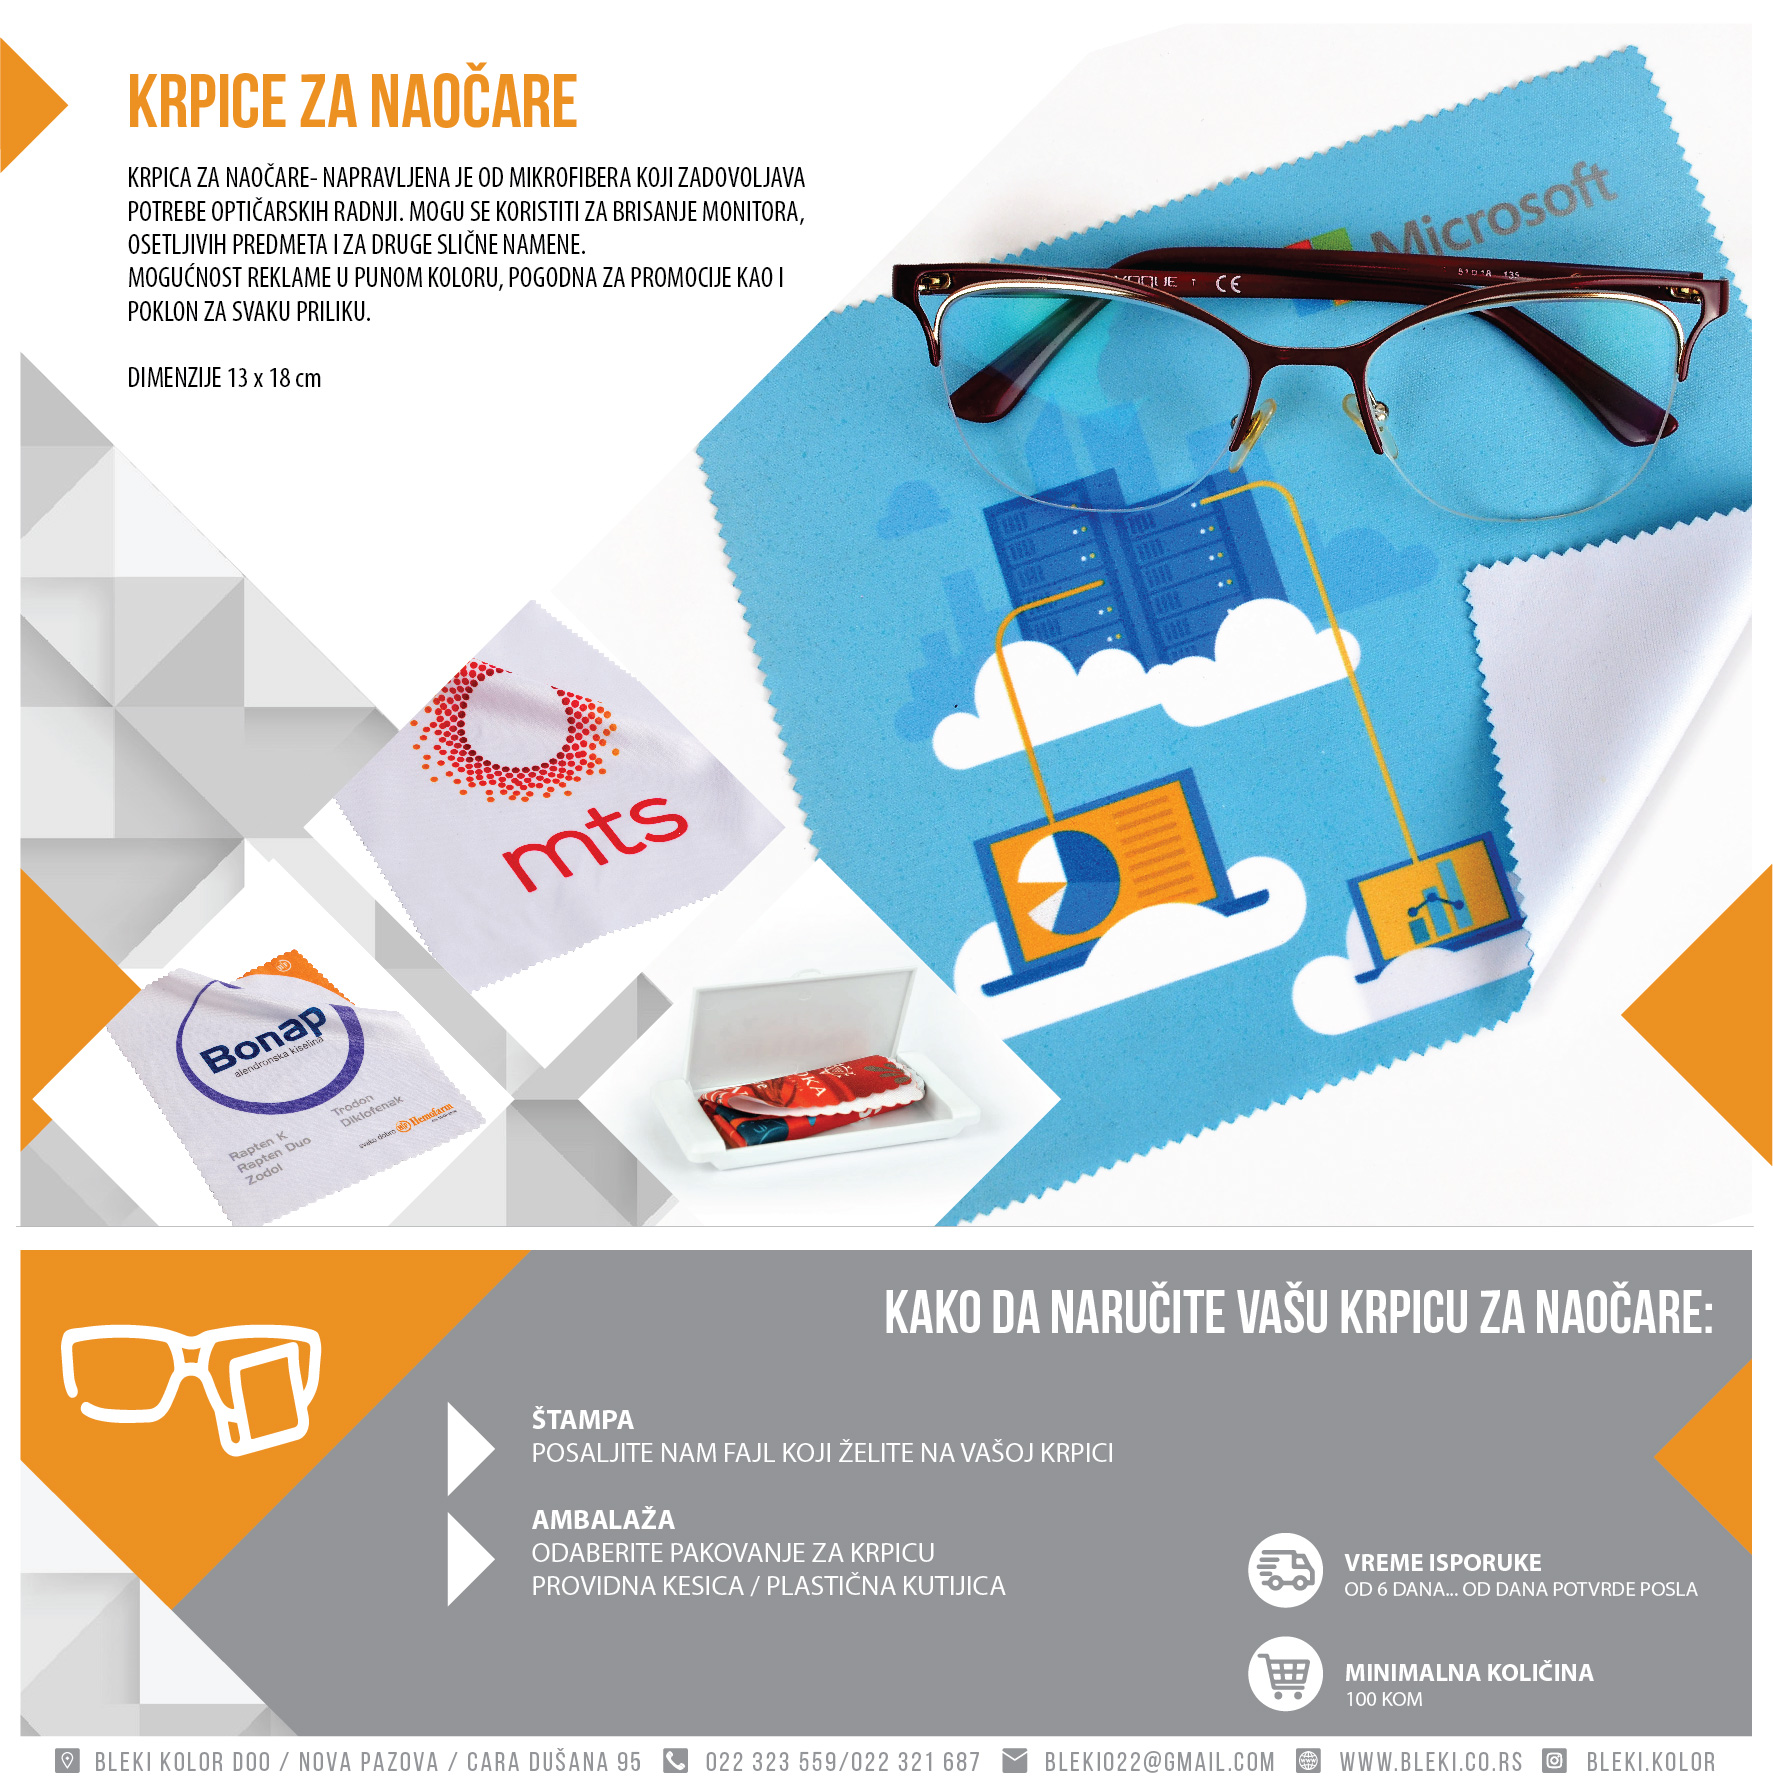 KRPICE ZA NAOČARE
KRPICA ZA NAOČARE- NAPRAVLJENA JE OD MIKROFIBERA KOJI ZADOVOLJAVA
POTREBE OPTIČARSKIH RADNJI. MOGU SE KORISTITI ZA BRISANJE MONITORA,
OSETLJIVIH PREDMETA I ZA DRUGE SLIČNE NAMENE.
MOGUĆNOST REKLAME U PUNOM KOLORU, POGODNA ZA PROMOCIJE KAO I
POKLON ZA SVAKU PRILIKU.
DIMENZIJE 13 x 18 cm
Microsoft
CE
135
mts
Bonap
alendronska kiselina
Trodon
Diklofenak
Rapten K
Rapten Duo
Zodol
svako dobro Hemofarm
KAKO DA NARUČITE VAŠU KRPICU ZA NAOČARE:
ŠTAMPA
POSALJITE NAM FAJL KOJI ŽELITE NA VAŠOJ KRPICI
AMBALAŽA
ODABERITE PAKOVANJE ZA KRPICU
PROVIDNA KESICA / PLASTIČNA KUTIJICA
VREME ISPORUKE
OD 6 DANA... OD DANA POTVRDE POSLA
MINIMALNA KOLIČINA
100 KOM
BLEKI KOLOR DOO / NOVA PAZOVA / CARA DUŠANA 95 022 323 559/022 321 687 BLEKI022@GMAIL.COM WWW.BLEKI.CO.RS BLEKI.KOLOR